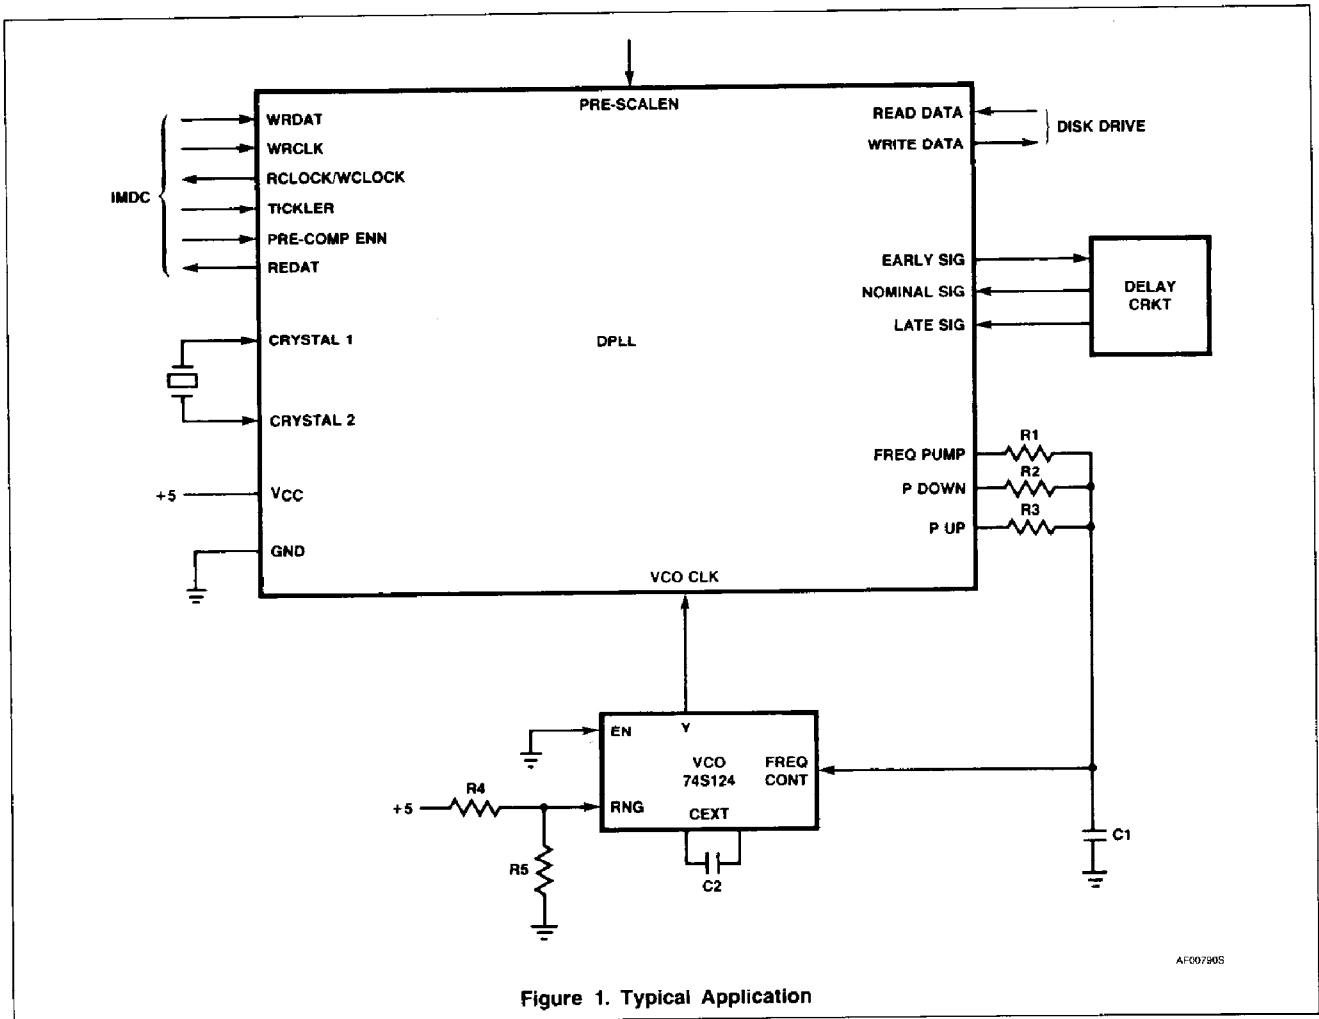 PRE-SCALEN
WRDAT
WRCLK
RCLOCK/WCLOCK
TICKLER
PRE-COMP ENN
REDAT
IMDC
CRYSTAL 1
CRYSTAL 2
+5
VCC
GND
DPLL
VCO CLK
READ DATA
WRITE DATA
DISK DRIVE
EARLY SIG
NOMINAL SIG
LATE SIG
DELAY
CRKT
FREQ PUMP
P DOWN
P UP
R1
R2
R3
EN
Y
VCO
74S124
FREQ
CONT
RNG
CEXT
+5
R4
R5
C2
C1
AF00790S
Figure 1. Typical Application